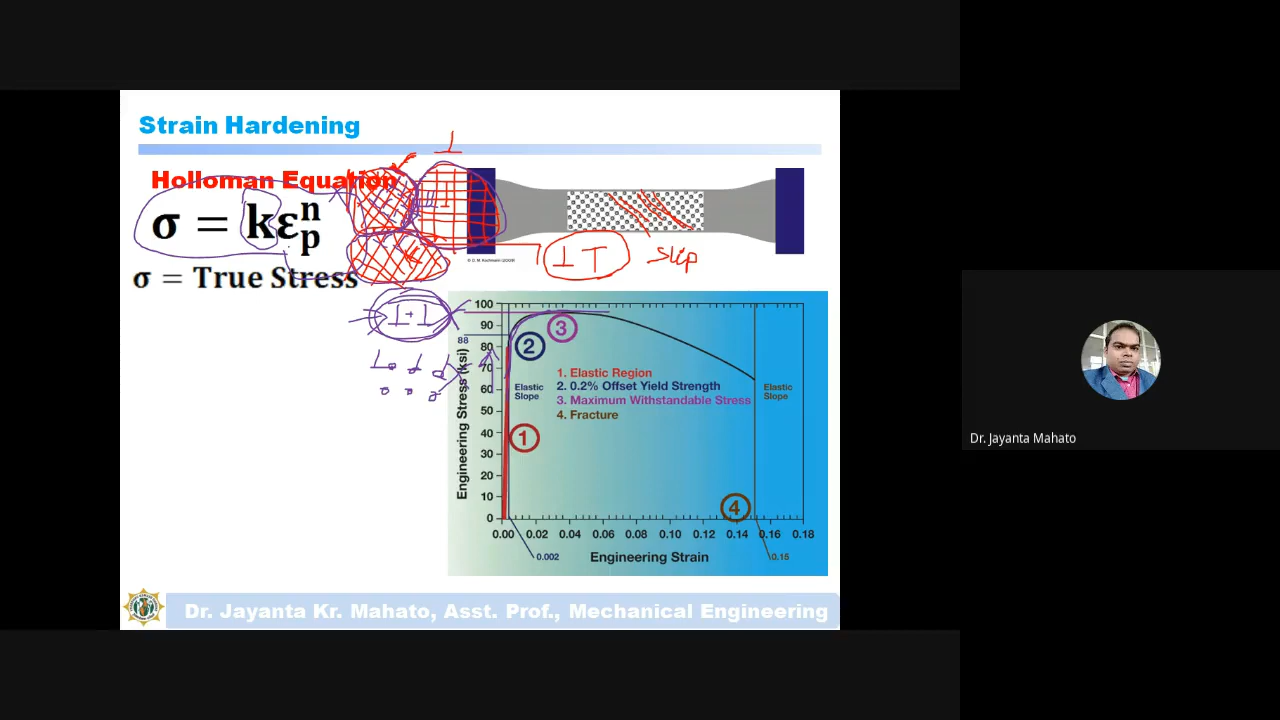 Strain Hardening
Holloman Equation
σ = kε_p^n
σ = True Stress
⊥
⊥ T
Slip
⊥ + ⊥
100
90
88
80
70
60
50
40
30
20
10
0
Engineering Stress (ksi)
1
2
3
4
Elastic Slope
1. Elastic Region
2. 0.2% Offset Yield Strength
3. Maximum Withstandable Stress
4. Fracture
Elastic Slope
0.00 0.02 0.04 0.06 0.08 0.10 0.12 0.14 0.16 0.18
0.002
Engineering Strain
0.15
Dr. Jayanta Kr. Mahato, Asst. Prof., Mechanical Engineering
Dr. Jayanta Mahato